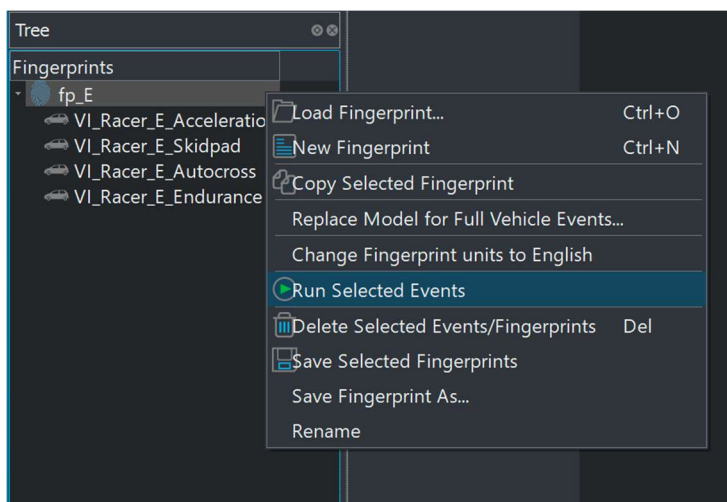 Tree
Fingerprints
fp_E
VI_Racer_E_Acceleratio
VI_Racer_E_Skidpad
VI_Racer_E_Autocross
VI_Racer_E_Endurance
Load Fingerprint... Ctrl+O
New Fingerprint Ctrl+N
Copy Selected Fingerprint
Replace Model for Full Vehicle Events...
Change Fingerprint units to English
Run Selected Events
Delete Selected Events/Fingerprints Del
Save Selected Fingerprints
Save Fingerprint As...
Rename